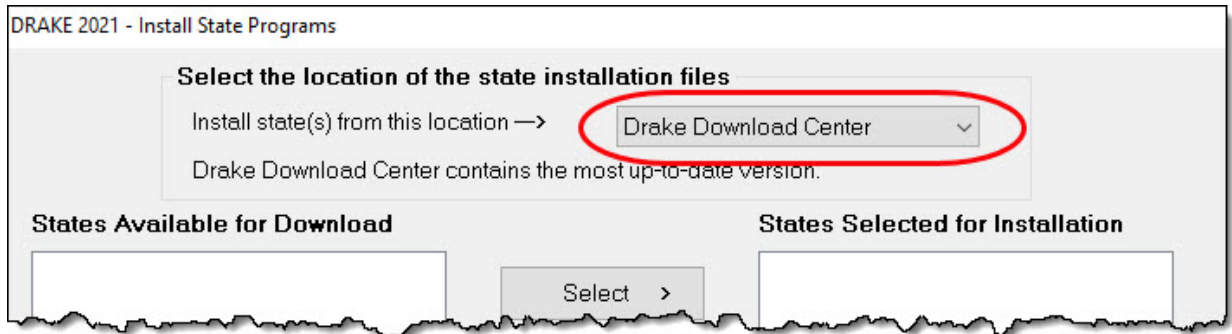 DRAKE 2021 - Install State Programs
Select the location of the state installation files
Install state(s) from this location —>
Drake Download Center
Drake Download Center contains the most up-to-date version.
States Available for Download
States Selected for Installation
Select >